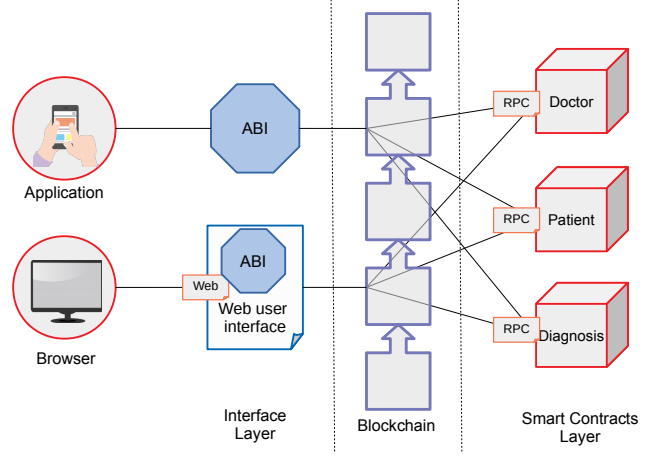 ABI
RPC
Doctor
Application
RPC
Patient
ABI
Web
Web user
interface
RPC
Diagnosis
Browser
Interface
Layer
Blockchain
Smart Contracts
Layer